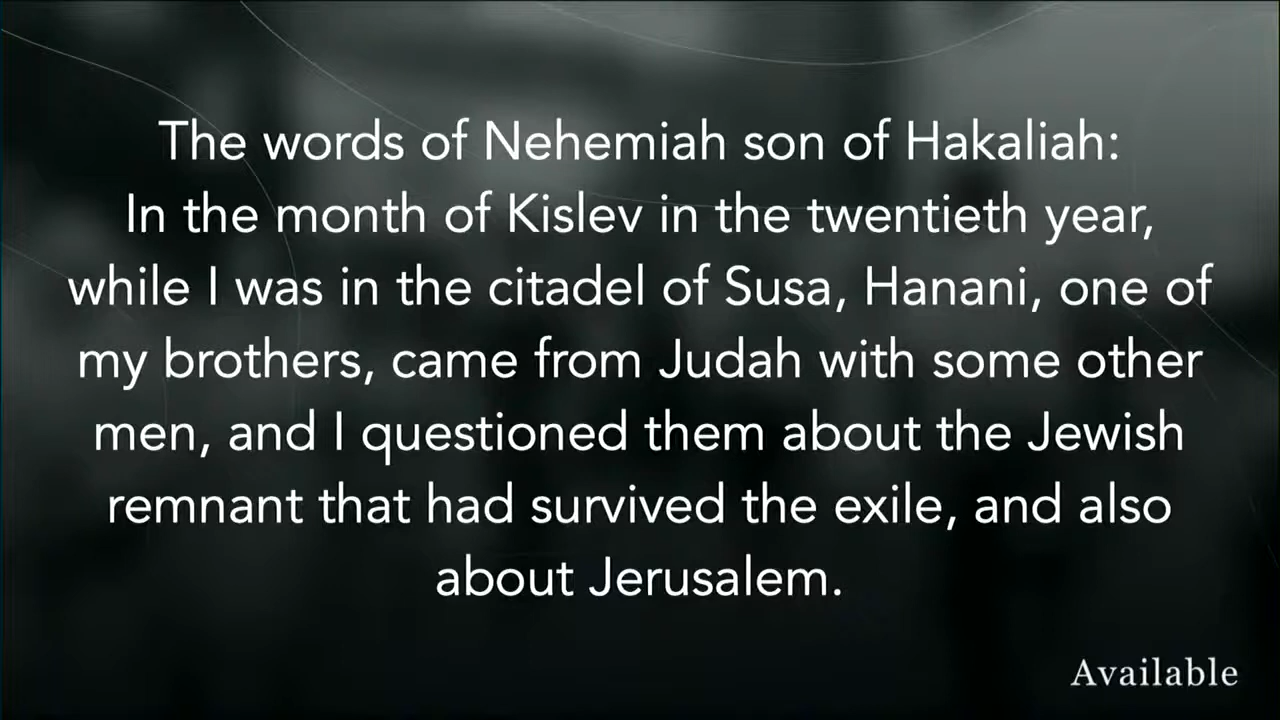 The words of Nehemiah son of Hakaliah:
In the month of Kislev in the twentieth year,
while I was in the citadel of Susa, Hanani, one of
my brothers, came from Judah with some other
men, and I questioned them about the Jewish
remnant that had survived the exile, and also
about Jerusalem.
Available